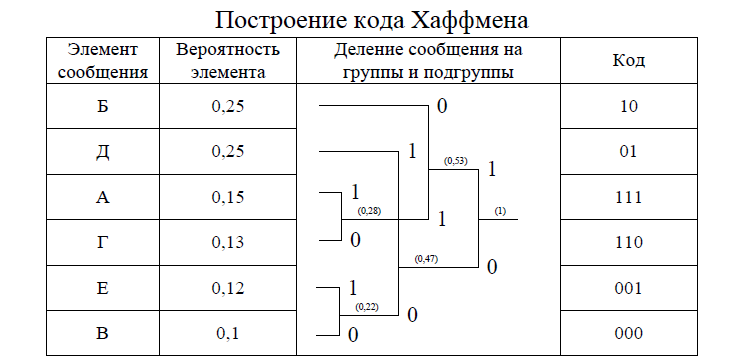 Построение кода Хаффмена
Элемент сообщения
Вероятность элемента
Деление сообщения на группы и подгруппы
Код
Б 0,25 0 10
Д 0,25 1 01
(0,53) 1
А 0,15 1 111
(0,28) 1 (1)
Г 0,13 0 110
(0,47) 0
Е 0,12 1 001
(0,22) 0
В 0,1 0 000